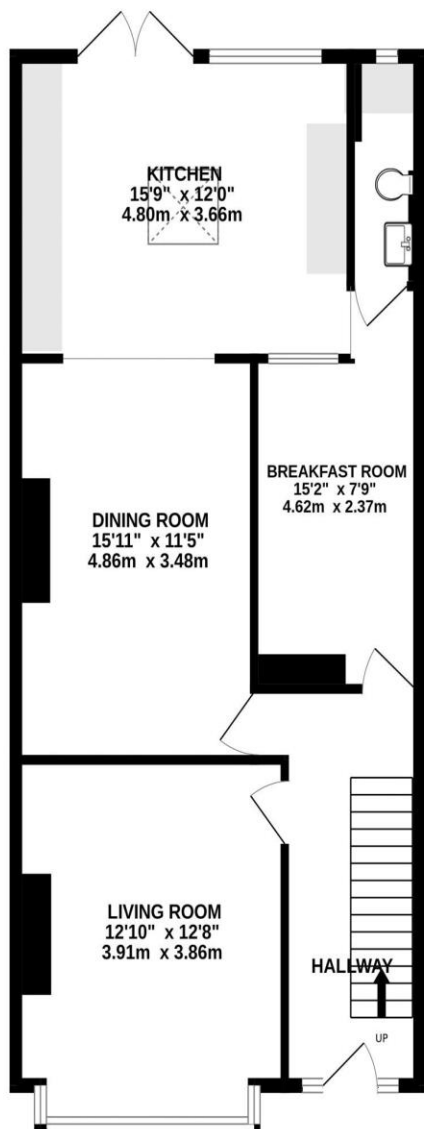 KITCHEN
15'9" x 12'0"
4.80m x 3.66m
BREAKFAST ROOM
15'2" x 7'9"
4.62m x 2.37m
DINING ROOM
15'11" x 11'5"
4.86m x 3.48m
LIVING ROOM
12'10" x 12'8"
3.91m x 3.86m
HALLWAY
UP